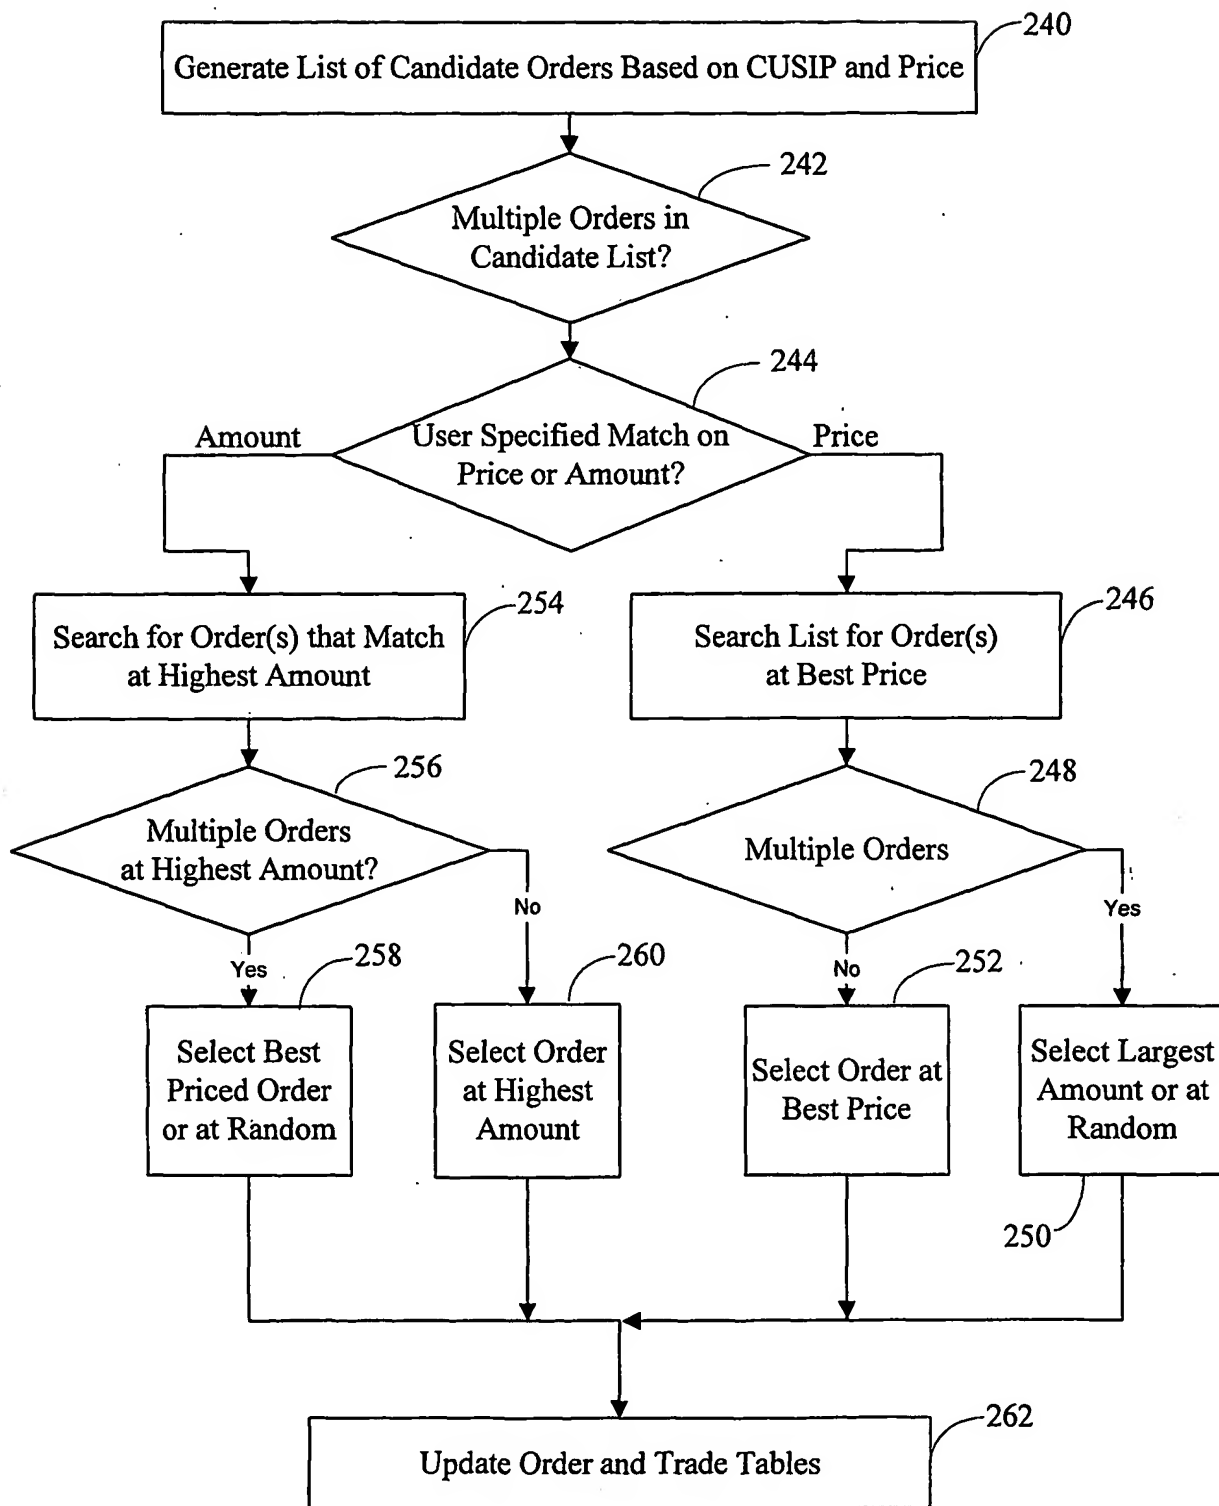 240
Generate List of Candidate Orders Based on CUSIP and Price
242
Multiple Orders in
Candidate List?
244
User Specified Match on
Price or Amount?
Amount
Price
254
Search for Order(s) that Match
at Highest Amount
246
Search List for Order(s)
at Best Price
256
Multiple Orders
at Highest Amount?
248
Multiple Orders
No
Yes
Yes
No
258
Select Best
Priced Order
or at Random
260
Select Order
at Highest
Amount
252
Select Order at
Best Price
Select Largest
Amount or at
Random
250
262
Update Order and Trade Tables